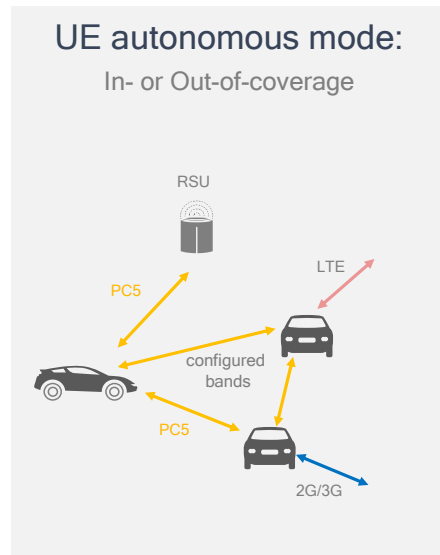 UE autonomous mode:
In- or Out-of-coverage
RSU
LTE
PC5
configured
bands
PC5
2G/3G